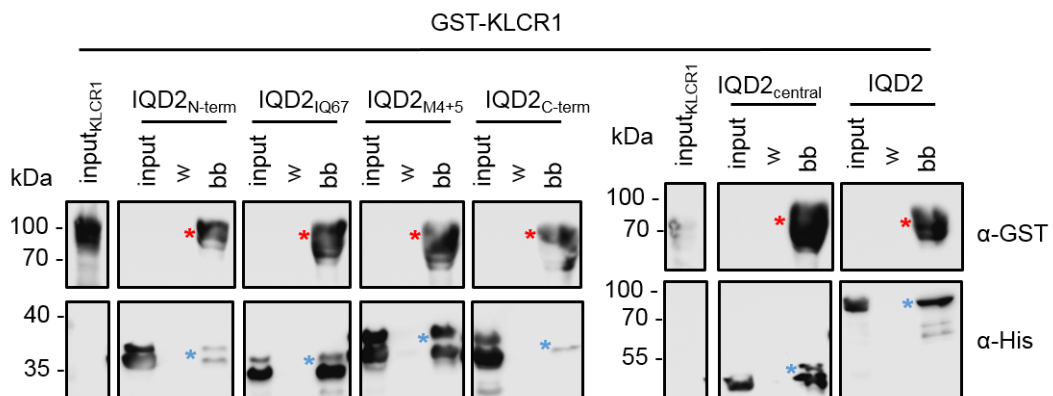 GST-KLCR1
inputKLCR1
IQD2N-term
IQD2IQ67
IQD2M4+5
IQD2C-term
inputKLCR1
IQD2central
IQD2
kDa
input
w
bb
input
w
bb
input
w
bb
input
w
bb
kDa
input
w
bb
input
w
bb
100 -
70 -
*
*
*
*
100 -
70 -
*
*
α-GST
40 -
35 -
*
*
*
*
100 -
70 -
55 -
*
*
α-His